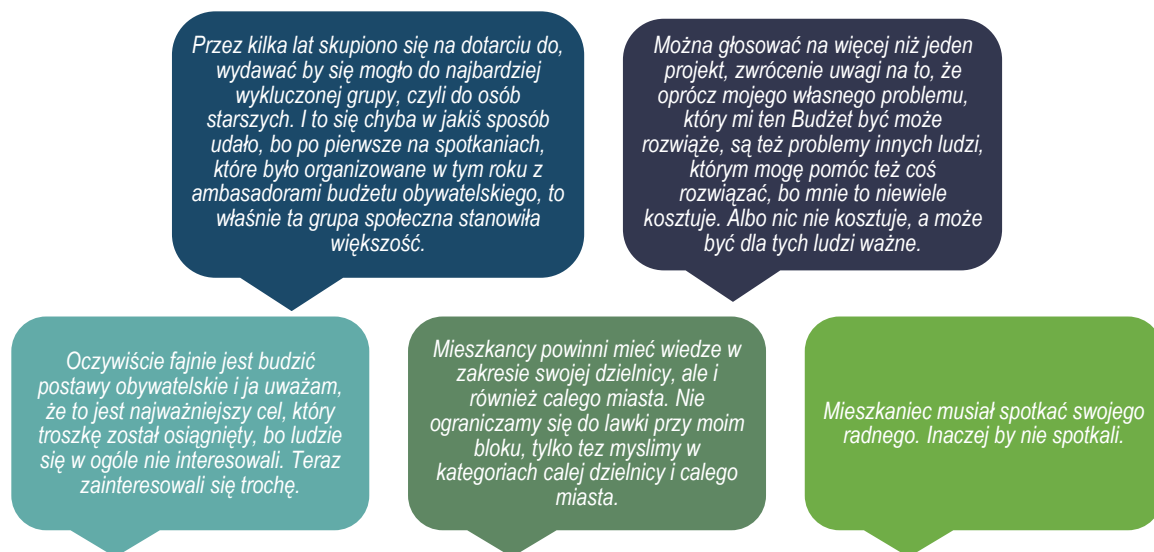 Przez kilka lat skupiono się na dotarciu do,
wydawać by się mogło do najbardziej
wykluczonej grupy, czyli do osób
starszych. I to się chyba w jakiś sposób
udało, bo po pierwsze na spotkaniach,
które było organizowane w tym roku z
ambasadorami budżetu obywatelskiego, to
właśnie ta grupa społeczna stanowiła
większość.
Można głosować na więcej niż jeden
projekt, zwrócenie uwagi na to, że
oprócz mojego własnego problemu,
który mi ten Budżet być może
rozwiąże, są też problemy innych ludzi,
którym mogę pomóc też coś
rozwiązać, bo mnie to niewiele
kosztuje. Albo nic nie kosztuje, a może
być dla tych ludzi ważne.
Oczywiście fajnie jest budzić
postawy obywatelskie i ja uważam,
że to jest najważniejszy cel, który
troszkę został osiągnięty, bo ludzie
się w ogóle nie interesowali. Teraz
zainteresowali się trochę.
Mieszkancy powinni mieć wiedze w
zakresie swojej dzielnicy, ale i
również calego miasta. Nie
ograniczamy się do lawki przy moim
bloku, tylko tez myslimy w
kategoriach calej dzielnicy i calego
miasta.
Mieszkaniec musiał spotkać swojego
radnego. Inaczej by nie spotkali.